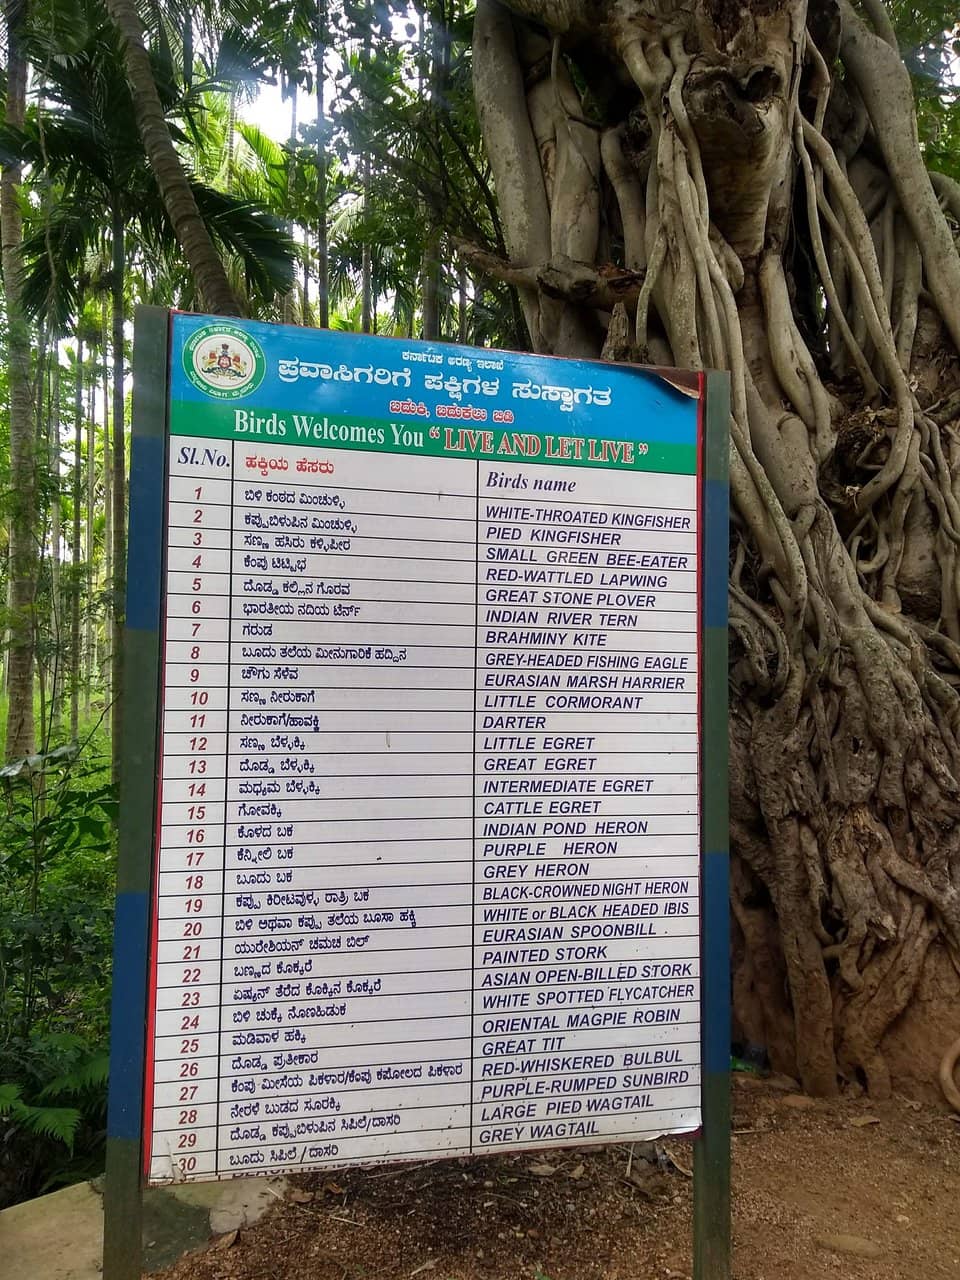 ಕರ್ನಾಟಕ ಅರಣ್ಯ ಇಲಾಖೆ
ಪ್ರವಾಸಿಗರಿಗೆ ಪಕ್ಷಿಗಳ ಸುಸ್ವಾಗತ
ಬದುಕಿ, ಬದುಕಲು ಬಿಡಿ
Birds Welcomes You “ LIVE AND LET LIVE ”
Sl.No. ಹಕ್ಕಿಯ ಹೆಸರು Birds name
1 ಬಿಳಿ ಕಂಠದ ಮಿಂಚುಳ್ಳಿ WHITE-THROATED KINGFISHER
2 ಕಪ್ಪುಬಿಳುಪಿನ ಮಿಂಚುಳ್ಳಿ PIED KINGFISHER
3 ಸಣ್ಣ ಹಸಿರು ಕಳ್ಳಿಪೀರ SMALL GREEN BEE-EATER
4 ಕೆಂಪು ಟಿಟ್ಟಿಭ RED-WATTLED LAPWING
5 ದೊಡ್ಡ ಕಲ್ಲಿನ ಗೊರವ GREAT STONE PLOVER
6 ಭಾರತೀಯ ನದಿಯ ಟೆರ್ನ್ INDIAN RIVER TERN
7 ಗರುಡ BRAHMINY KITE
8 ಬೂದು ತಲೆಯ ಮೀನುಗಾರಿಕೆ ಹದ್ದಿನ GREY-HEADED FISHING EAGLE
9 ಚೌಗು ಸೆಳೆವ EURASIAN MARSH HARRIER
10 ಸಣ್ಣ ನೀರುಕಾಗೆ LITTLE CORMORANT
11 ನೀರುಕಾಗೆ/ಹಾವಕ್ಕಿ DARTER
12 ಸಣ್ಣ ಬೆಳ್ಳಕ್ಕಿ LITTLE EGRET
13 ದೊಡ್ಡ ಬೆಳ್ಳಕ್ಕಿ GREAT EGRET
14 ಮಧ್ಯಮ ಬೆಳ್ಳಕ್ಕಿ INTERMEDIATE EGRET
15 ಗೋವಕ್ಕಿ CATTLE EGRET
16 ಕೊಳದ ಬಕ INDIAN POND HERON
17 ಕೆನ್ನೀಲಿ ಬಕ PURPLE HERON
18 ಬೂದು ಬಕ GREY HERON
19 ಕಪ್ಪು ಕಿರೀಟವುಳ್ಳ ರಾತ್ರಿ ಬಕ BLACK-CROWNED NIGHT HERON
20 ಬಿಳಿ ಅಥವಾ ಕಪ್ಪು ತಲೆಯ ಬೂಸಾ ಹಕ್ಕಿ WHITE or BLACK HEADED IBIS
21 ಯುರೇಶಿಯನ್ ಚಮಚ ಬಿಲ್ EURASIAN SPOONBILL
22 ಬಣ್ಣದ ಕೊಕ್ಕರೆ PAINTED STORK
23 ಏಷ್ಯನ್ ತೆರೆದ ಕೊಕ್ಕಿನ ಕೊಕ್ಕರೆ ASIAN OPEN-BILLED STORK
24 ಬಿಳಿ ಚುಕ್ಕೆ ನೊಣಹಿಡುಕ WHITE SPOTTED FLYCATCHER
25 ಮಡಿವಾಳ ಹಕ್ಕಿ ORIENTAL MAGPIE ROBIN
26 ದೊಡ್ಡ ಪ್ರತೀಕಾರ GREAT TIT
27 ಕೆಂಪು ಮೀಸೆಯ ಪಿಕಳಾರ/ಕೆಂಪು ಕಪೋಲದ ಪಿಕಳಾರ RED-WHISKERED BULBUL
28 ನೇರಳೆ ಬುಡದ ಸೂರಕ್ಕಿ PURPLE-RUMPED SUNBIRD
29 ದೊಡ್ಡ ಕಪ್ಪುಬಿಳುಪಿನ ಸಿಪಿಲೆ/ದಾಸರಿ LARGE PIED WAGTAIL
30 ಬೂದು ಸಿಪಿಲೆ / ದಾಸರಿ GREY WAGTAIL